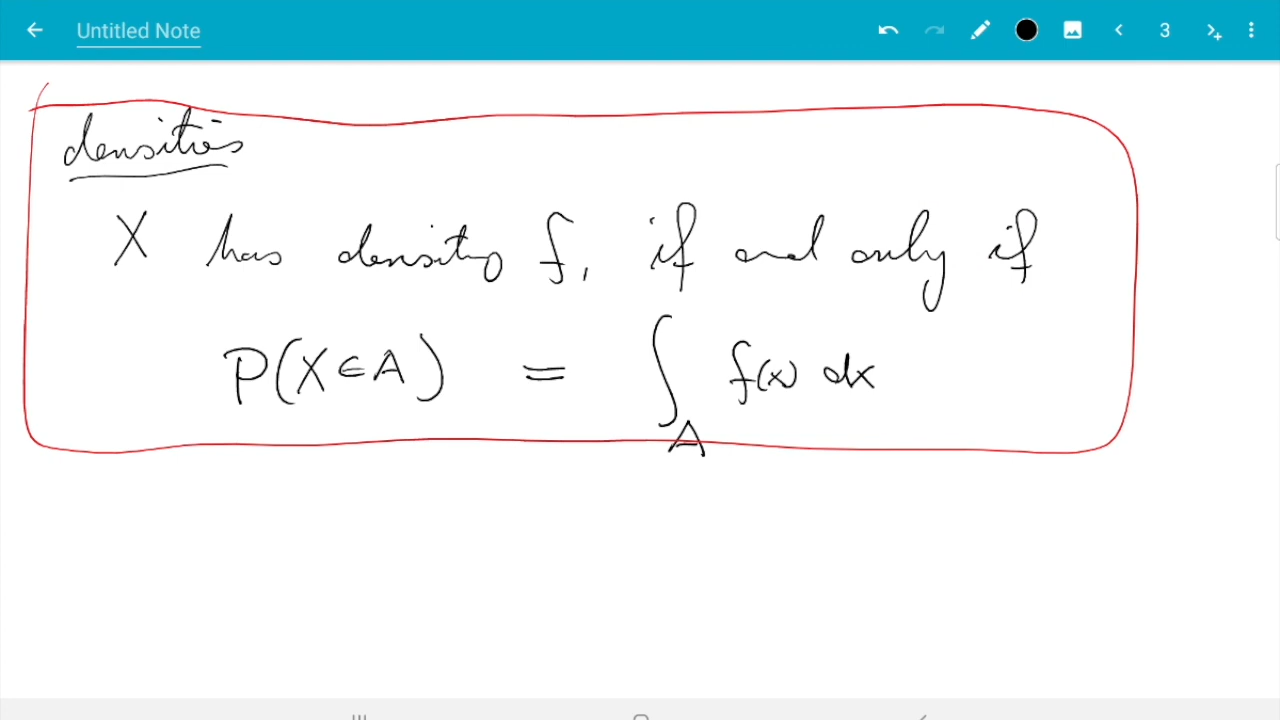 Untitled Note
3
densities
X has density f, if and only if
P(X∈A) = ∫_A f(x) dx